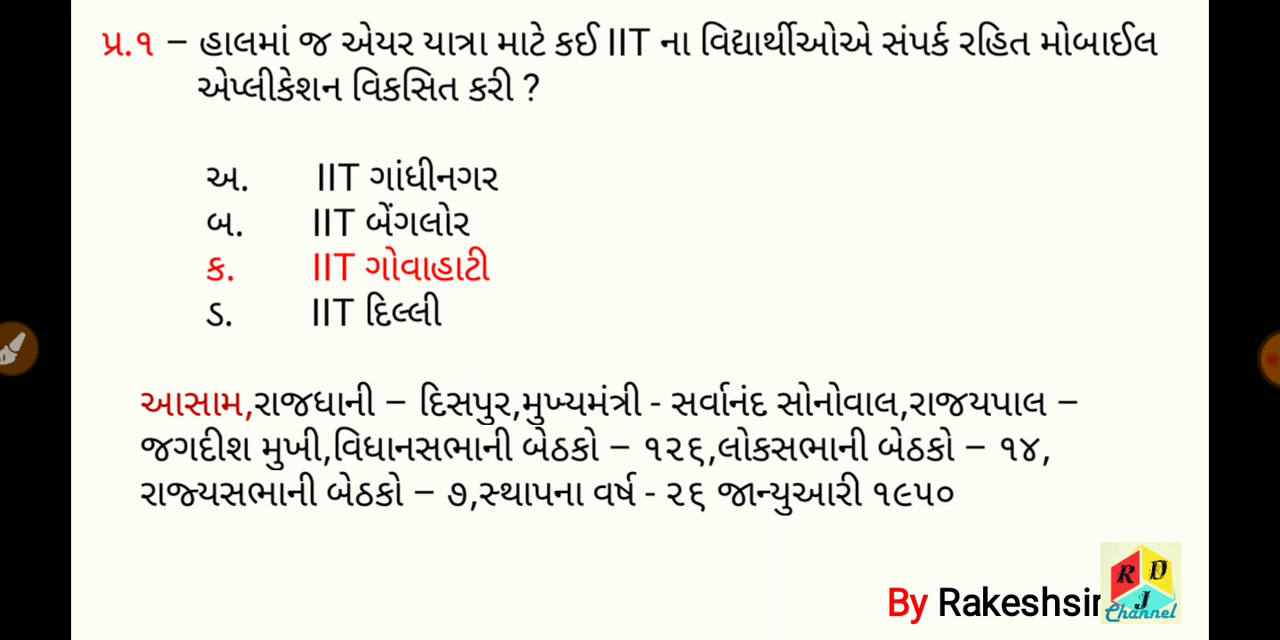 પ્ર.૧ – હાલમાં જ એયર યાત્રા માટે કઈ IIT ના વિદ્યાર્થીઓએ સંપર્ક રહિત મોબાઈલ
એપ્લીકેશન વિકસિત કરી ?
અ. IIT ગાંધીનગર
બ. IIT બેંગલોર
ક. IIT ગોવાહાટી
ડ. IIT દિલ્લી
આસામ,રાજધાની – દિસપુર,મુખ્યમંત્રી - સર્વાનંદ સોનોવાલ,રાજયપાલ –
જગદીશ મુખી,વિધાનસભાની બેઠકો – ૧૨૬,લોકસભાની બેઠકો – ૧૪,
રાજ્યસભાની બેઠકો – ૭,સ્થાપના વર્ષ - ૨૬ જાન્યુઆરી ૧૯૫૦
By Rakeshsir
R D
J
Channel